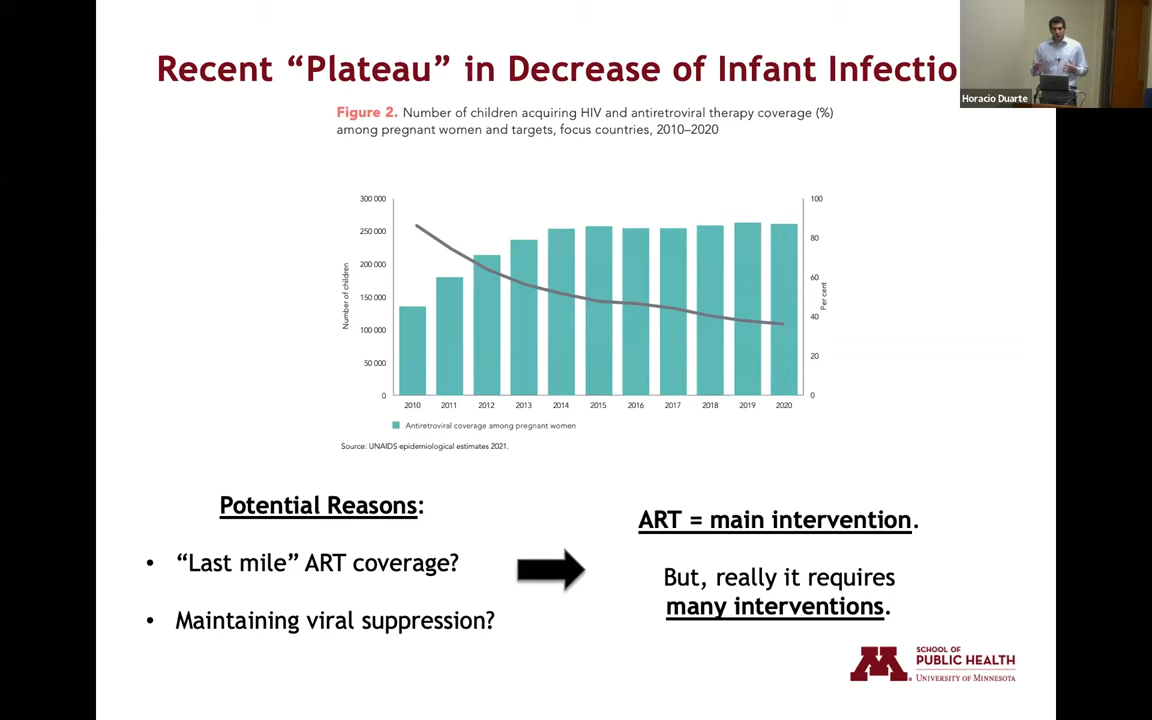 Recent “Plateau” in Decrease of Infant Infectio
Horacio Duarte
Figure 2. Number of children acquiring HIV and antiretroviral therapy coverage (%)
among pregnant women and targets, focus countries, 2010–2020
300 000
250 000
200 000
150 000
100 000
50 000
0
Number of children
100
80
60
40
20
0
Per cent
2010 2011 2012 2013 2014 2015 2016 2017 2018 2019 2020
Antiretroviral coverage among pregnant women
Source: UNAIDS epidemiological estimates 2021.
Potential Reasons:
• “Last mile” ART coverage?
• Maintaining viral suppression?
ART = main intervention.
But, really it requires
many interventions.
M
SCHOOL OF
PUBLIC HEALTH
UNIVERSITY OF MINNESOTA